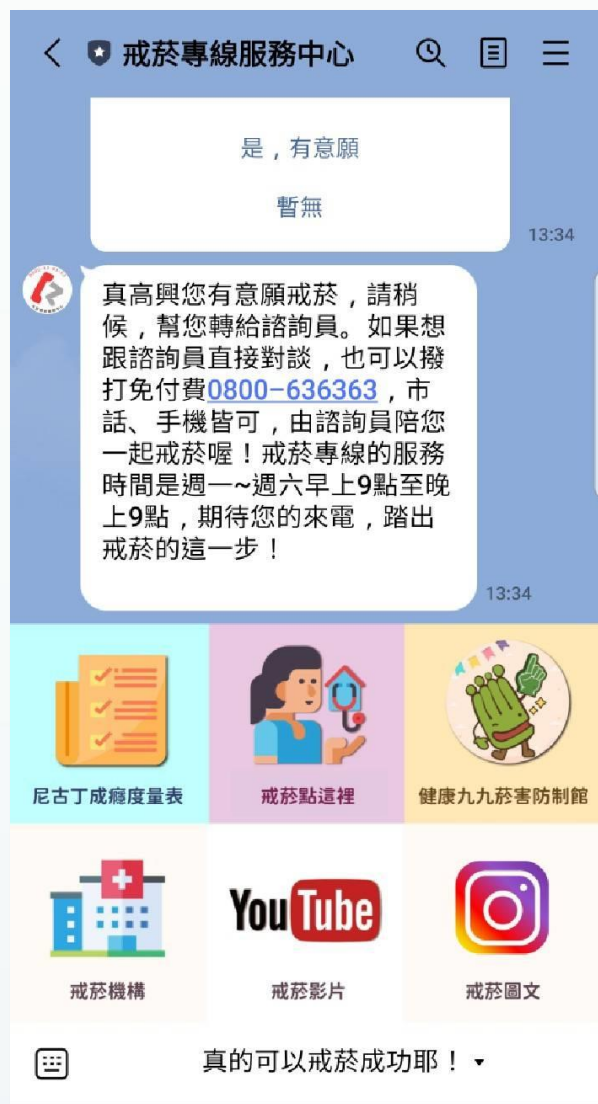 戒菸專線服務中心
是，有意願
暫無
13:34
真高興您有意願戒菸，請稍
候，幫您轉給諮詢員。如果想
跟諮詢員直接對談，也可以撥
打免付費0800-636363，市
話、手機皆可，由諮詢員陪您
一起戒菸喔！戒菸專線的服務
時間是週一~週六早上9點至晚
上9點，期待您的來電，踏出
戒菸的這一步！
13:34
尼古丁成癮度量表
戒菸點這裡
健康九九菸害防制館
YouTube
戒菸機構
戒菸影片
戒菸圖文
真的可以戒菸成功耶！